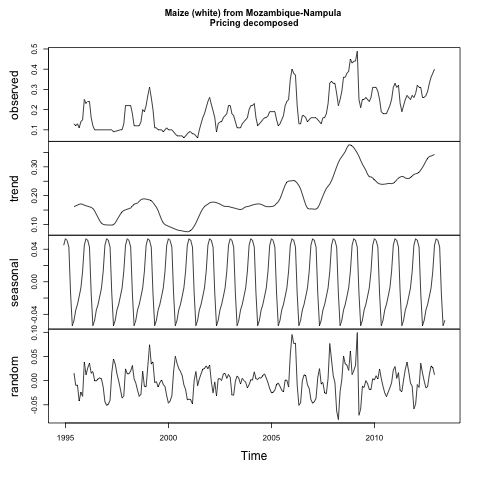 Maize (white) from Mozambique-Nampula
Pricing decomposed
observed
0.1 0.2 0.3 0.4 0.5
trend
0.10 0.20 0.30
seasonal
-0.04 0.00 0.04
random
-0.05 0.00 0.05 0.10
1995 2000 2005 2010
Time